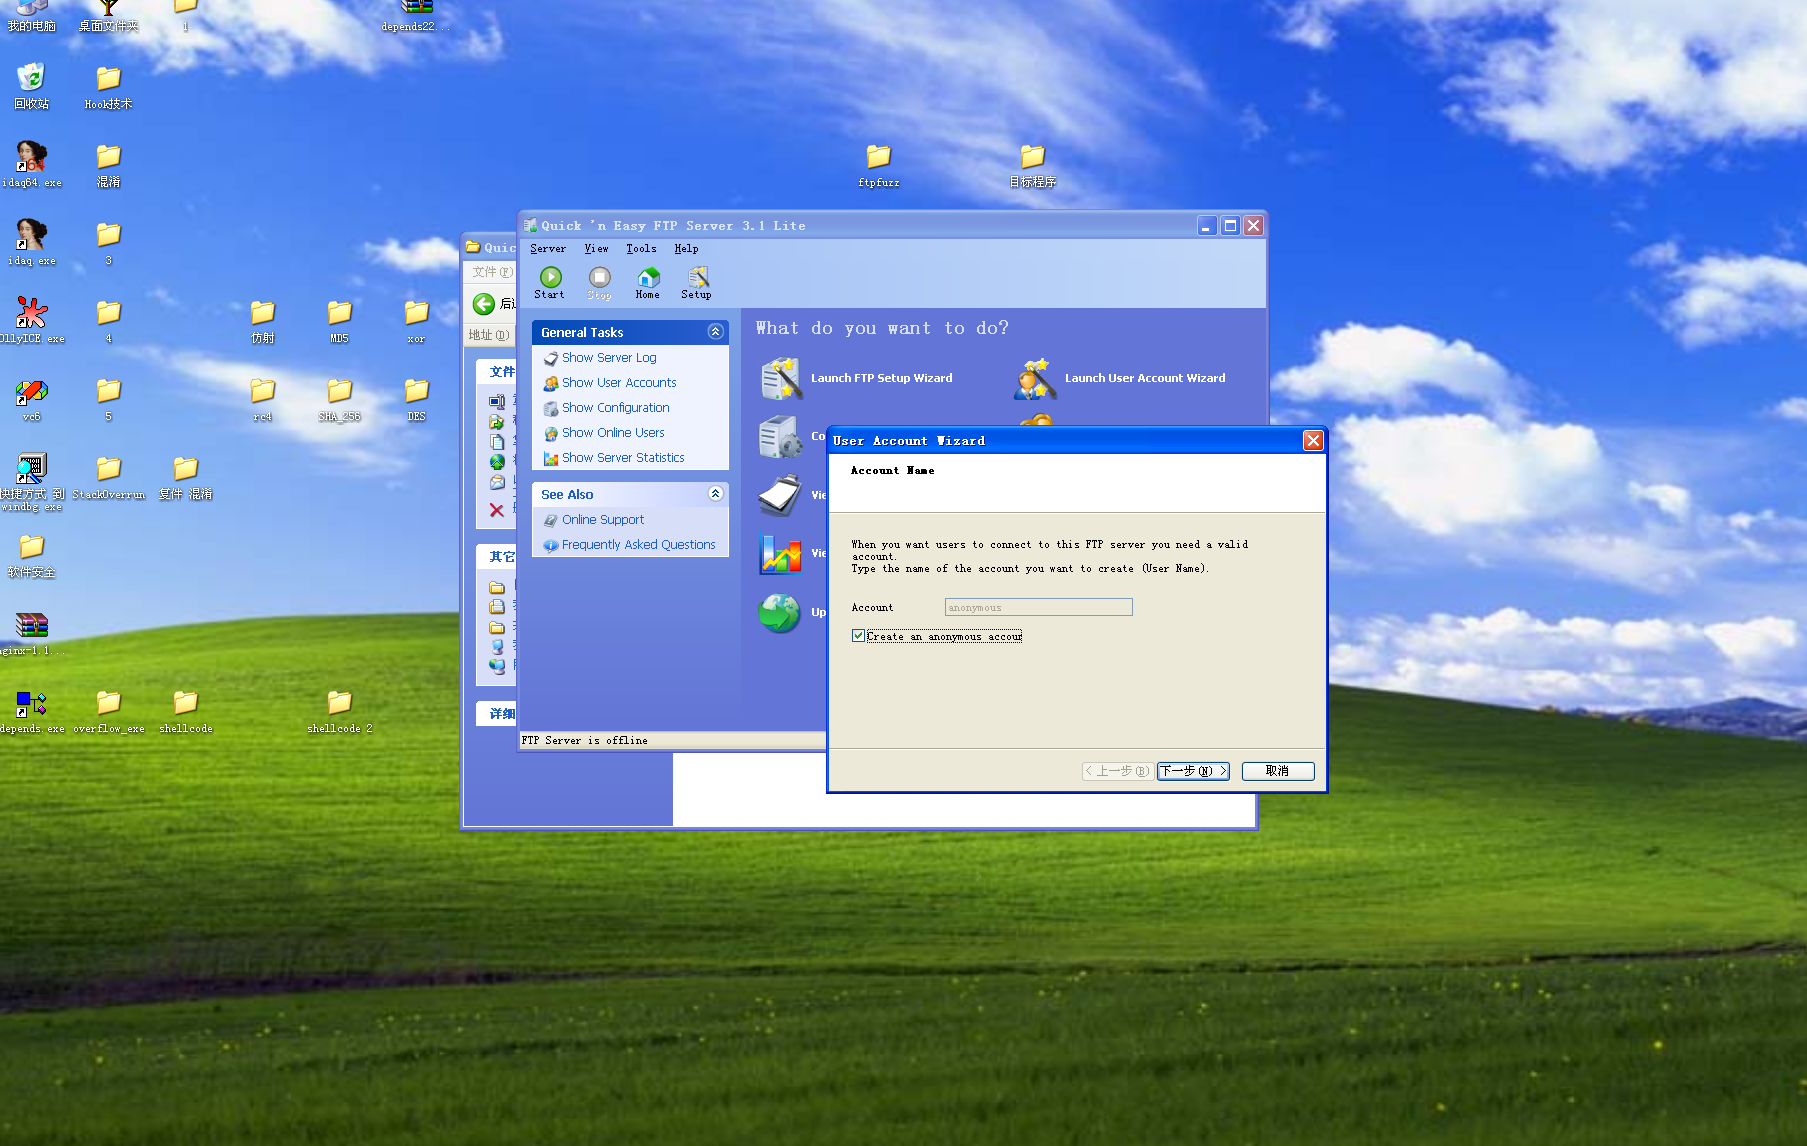 我的电脑
桌面文件夹
1
depends22...
回收站
Hook技术
idaq64.exe
混淆
ftpfuzz
目标程序
idaq.exe
3
OllyICE.exe
4
仿射
MD5
xor
vc6
5
rc4
SHA_256
DES
快捷方式 到
windbg.exe
StackOverrun
复件 混淆
软件安全
nginx-1.1...
depends.exe
overflow_exe
shellcode
shellcode 2
Quic
文件(F)
后退
地址(D)
文件
其它
详细
Quick 'n Easy FTP Server 3.1 Lite
Server View Tools Help
Start Stop Home Setup
General Tasks
Show Server Log
Show User Accounts
Show Configuration
Show Online Users
Show Server Statistics
See Also
Online Support
Frequently Asked Questions
What do you want to do?
Launch FTP Setup Wizard
Launch User Account Wizard
Co
Vie
Vie
Up
FTP Server is offline
User Account Wizard
Account Name
When you want users to connect to this FTP server you need a valid
account.
Type the name of the account you want to create (User Name).
Account anonymous
Create an anonymous accoun
< 上一步(B) 下一步(N) > 取消